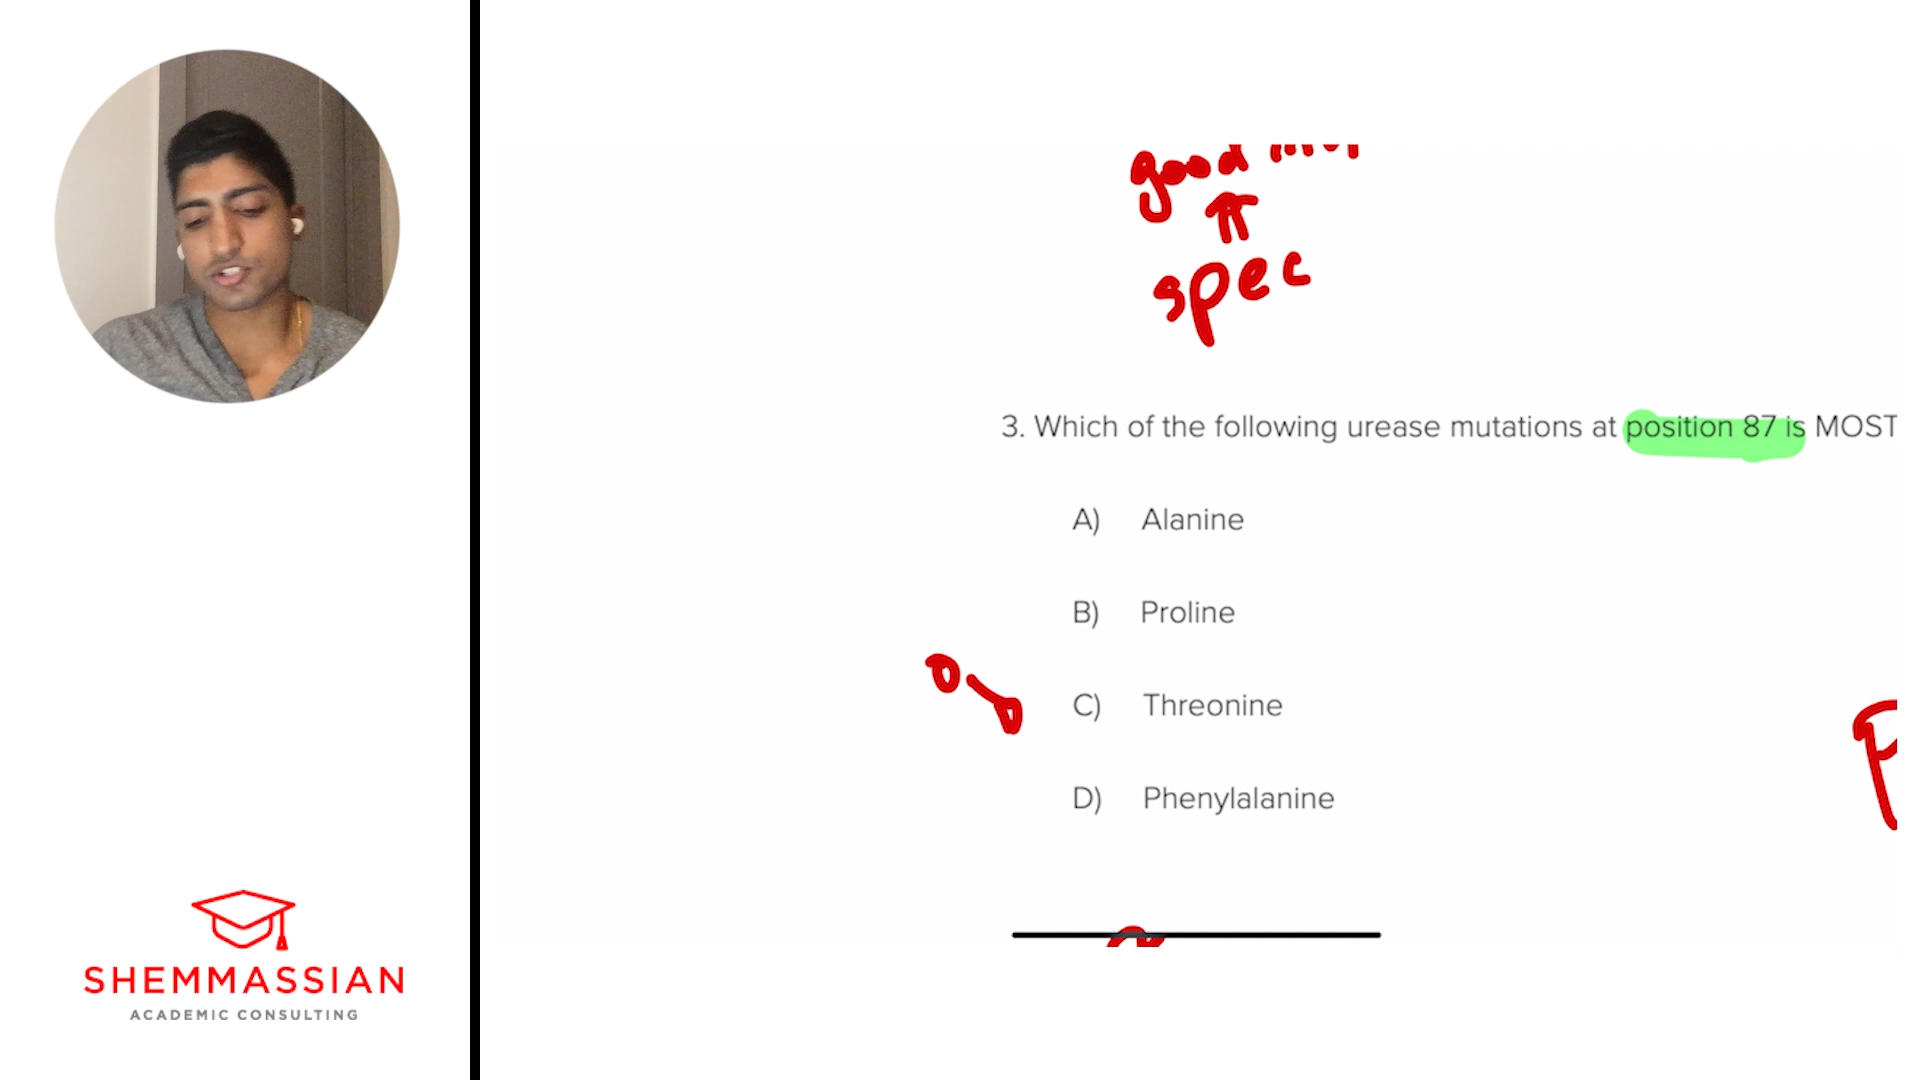 good
spec
3. Which of the following urease mutations at position 87 is MOST
A) Alanine
B) Proline
C) Threonine
D) Phenylalanine
SHEMMASSIAN
ACADEMIC CONSULTING